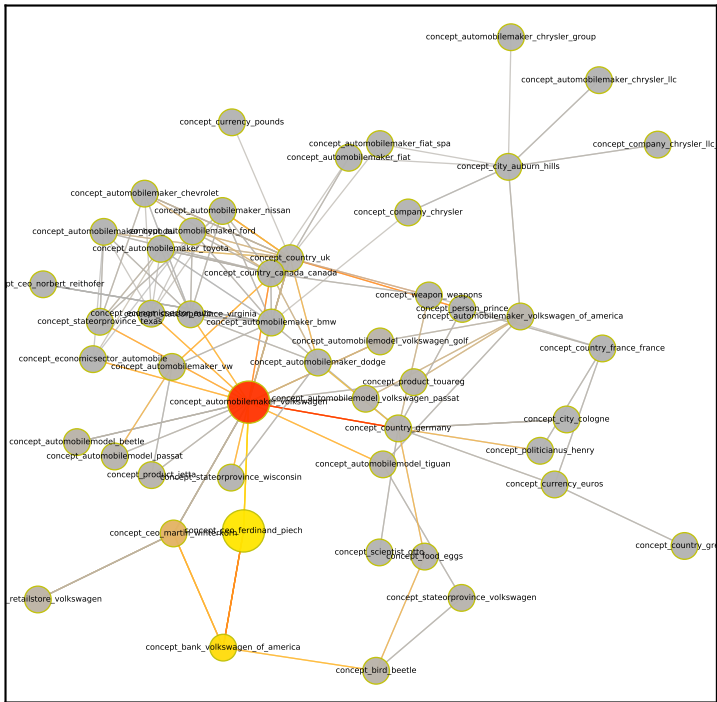 concept_automobilemaker_chrysler_group
concept_automobilemaker_chrysler_llc
concept_currency_pounds
concept_automobilemaker_fiat_spa
concept_company_chrysler_llc
concept_automobilemaker_fiat
concept_city_auburn_hills
concept_automobilemaker_chevrolet
concept_automobilemaker_nissan
concept_company_chrysler
concept_automobilemaker_ford
concept_automobilemaker_toyota
concept_country_uk
concept_country_canada_canada
pt_ceo_norbert_reithofer
concept_weapon_weapons
concept_person_prince
concept_stateorprovince_virginia
concept_automobilemaker_volkswagen_of_america
concept_stateorprovince_texas
concept_automobilemaker_bmw
concept_automobilemodel_volkswagen_golf
concept_country_france_france
concept_economicsector_automobile
concept_automobilemaker_dodge
concept_automobilemaker_vw
concept_product_touareg
concept_automobilemodel_volkswagen_passat
concept_automobilemaker_volkswagen
concept_city_cologne
concept_country_germany
concept_automobilemodel_beetle
concept_politicianus_henry
concept_automobilemodel_passat
concept_automobilemodel_tiguan
concept_product_jetta
concept_stateorprovince_wisconsin
concept_currency_euros
concept_ceo_ferdinand_piech
concept_ceo_martin_winterkorn
concept_country_gre
concept_scientist_otto
concept_food_eggs
concept_stateorprovince_volkswagen
_retailstore_volkswagen
concept_bank_volkswagen_of_america
concept_bird_beetle